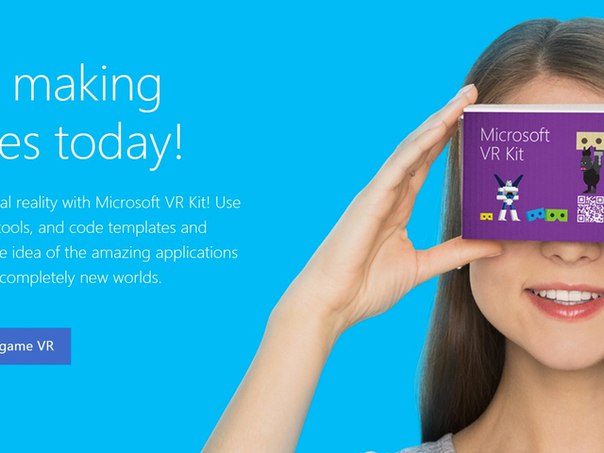 making
es today!
al reality with Microsoft VR Kit! Use
tools, and code templates and
e idea of the amazing applications
completely new worlds.
game VR
Microsoft
VR Kit